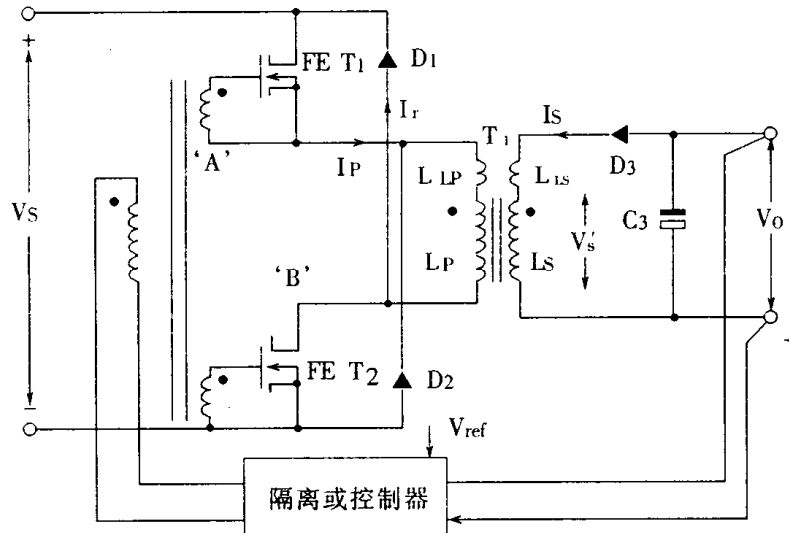 +
FE T1
D1
Ir
'A'
IP
T1
IS
D3
VS
LLP
LLS
LP
LS
Vs'
C3
VO
'B'
FE T2
D2
−
-
Vref
隔离或控制器